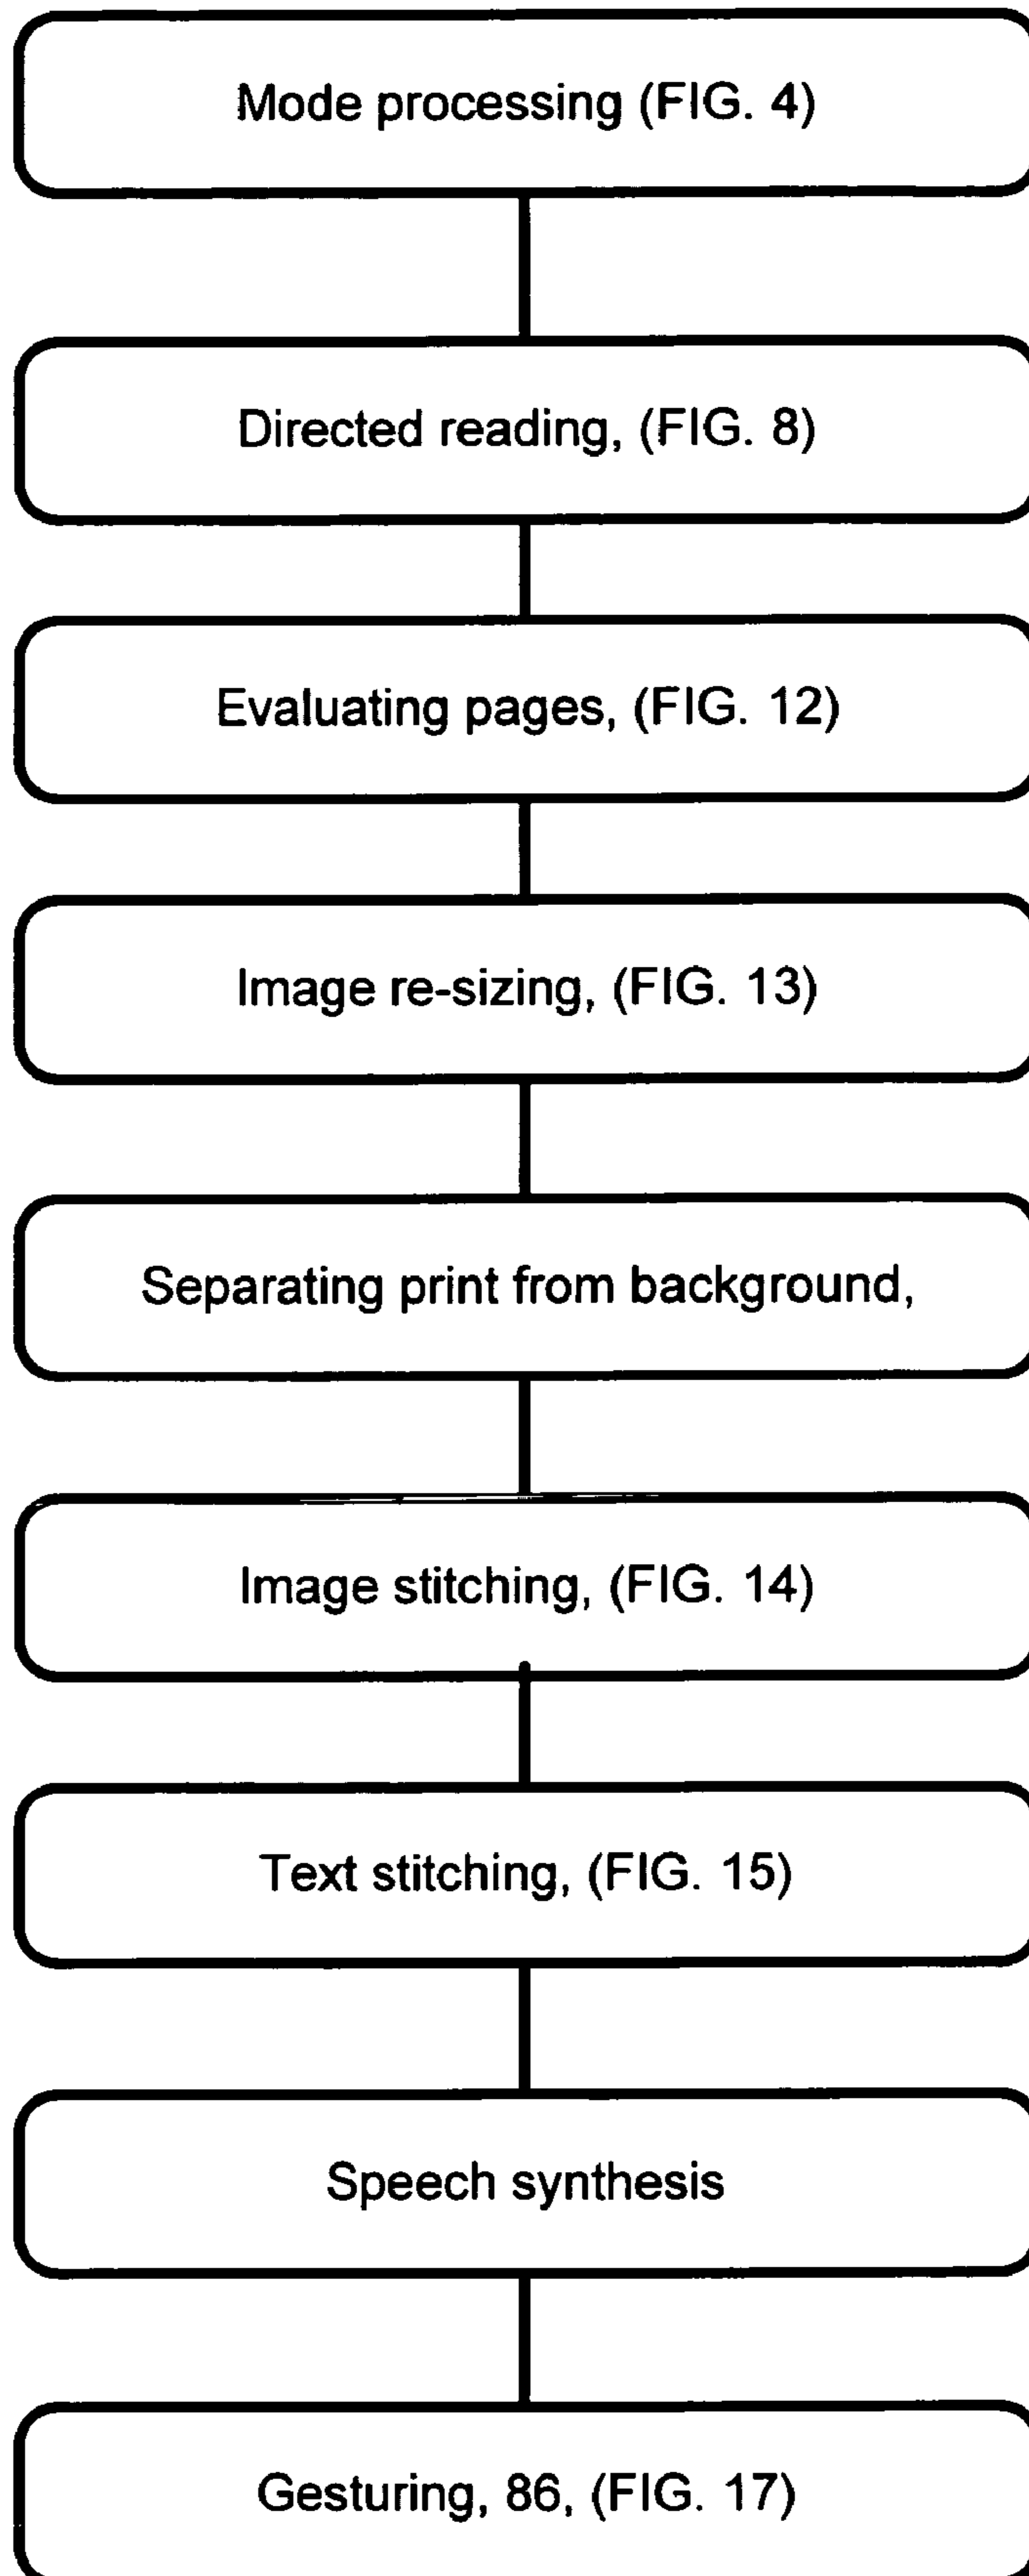 Mode processing (FIG. 4)
Directed reading, (FIG. 8)
Evaluating pages, (FIG. 12)
Image re-sizing, (FIG. 13)
Separating print from background,
Image stitching, (FIG. 14)
Text stitching, (FIG. 15)
Speech synthesis
Gesturing, 86, (FIG. 17)